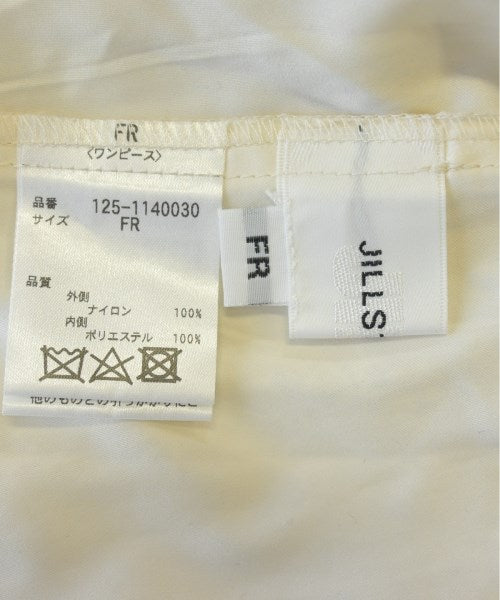 FR
〈ワンピース〉
品番 125-1140030
サイズ FR
品質
外側
ナイロン 100%
内側
ポリエステル 100%
FR
JILLS